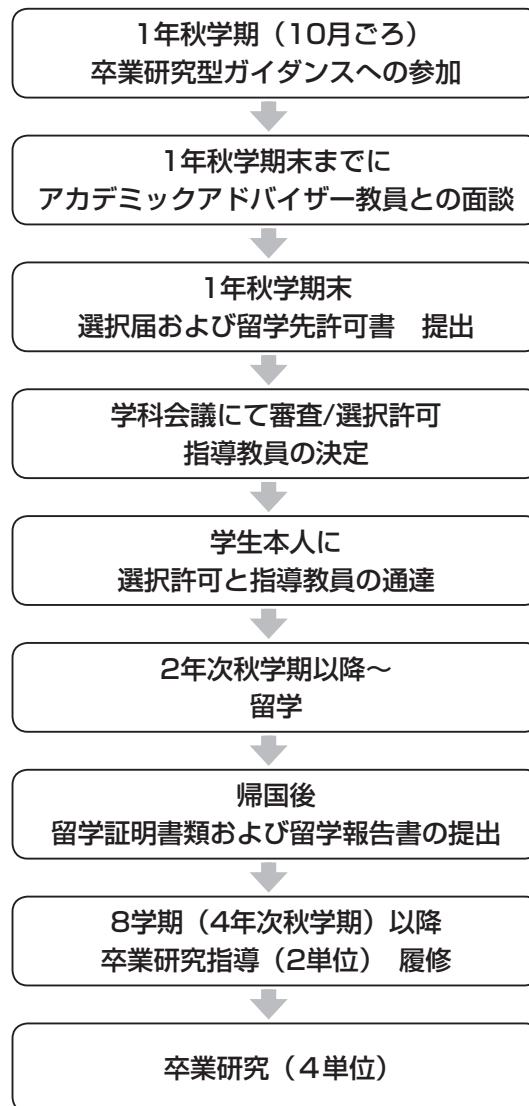 1年秋学期（10月ごろ）
卒業研究型ガイダンスへの参加
1年秋学期末までに
アカデミックアドバイザー教員との面談
1年秋学期末
選択届および留学先許可書　提出
学科会議にて審査/選択許可
指導教員の決定
学生本人に
選択許可と指導教員の通達
2年次秋学期以降～
留学
帰国後
留学証明書類および留学報告書の提出
8学期（4年次秋学期）以降
卒業研究指導（2単位）　履修
卒業研究（４単位）